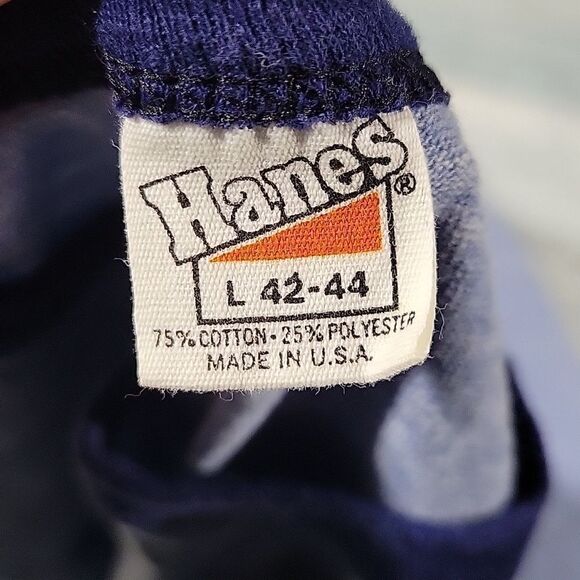 Hanes®
L 42-44
75% COTTON - 25% POLYESTER
MADE IN U.S.A.